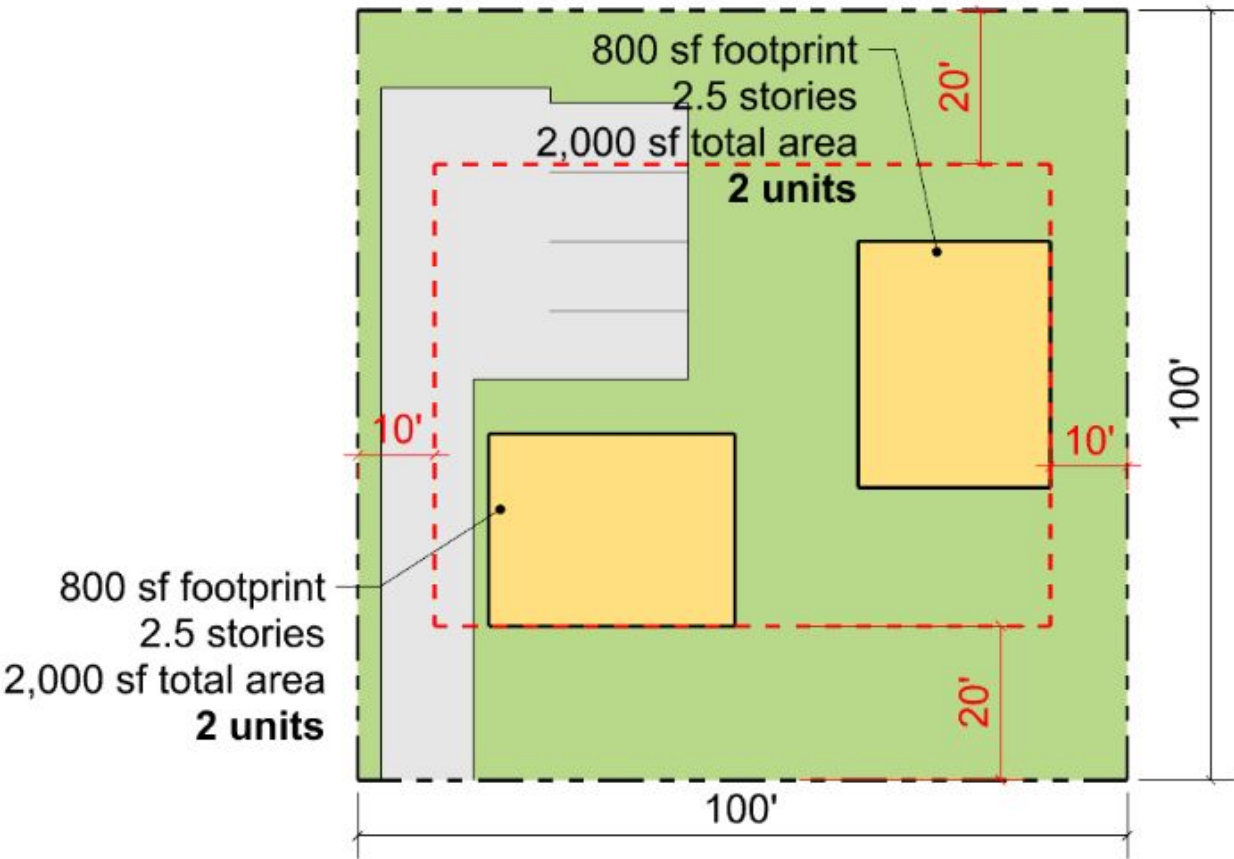 800 sf footprint
2.5 stories
2,000 sf total area
2 units
20'
100'
10'
10'
800 sf footprint
2.5 stories
2,000 sf total area
2 units
20'
100'